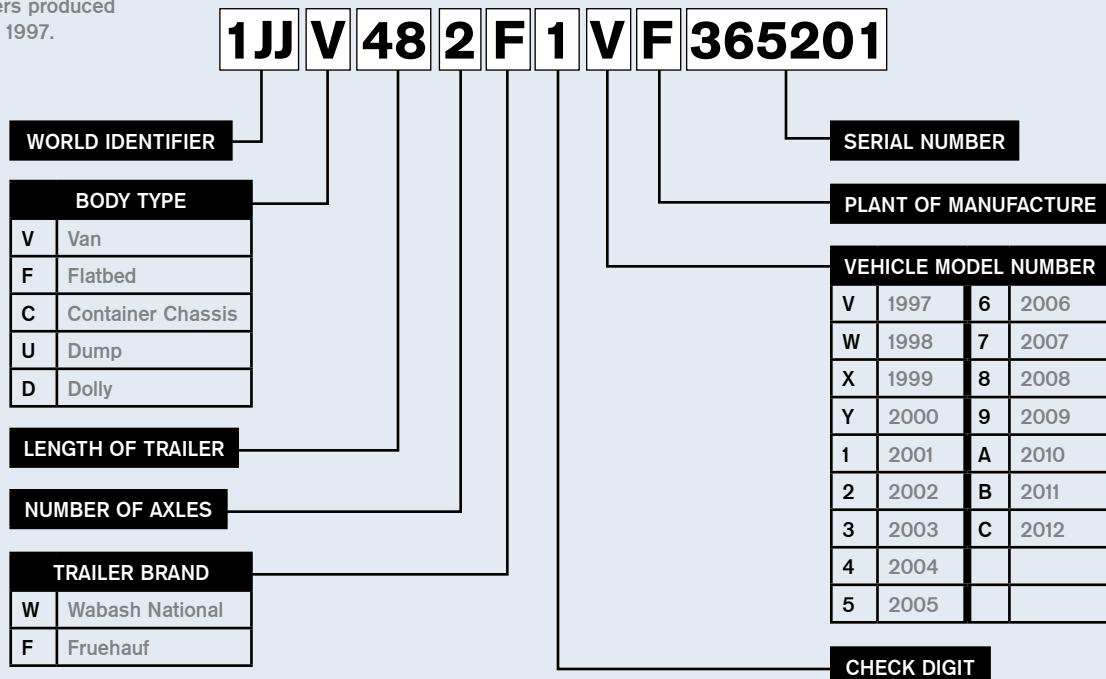 ers produced
1997.
1JJ V 48 2 F 1 V F 365201
WORLD IDENTIFIER
BODY TYPE
V Van
F Flatbed
C Container Chassis
U Dump
D Dolly
LENGTH OF TRAILER
NUMBER OF AXLES
TRAILER BRAND
W Wabash National
F Fruehauf
SERIAL NUMBER
PLANT OF MANUFACTURE
VEHICLE MODEL NUMBER
V 1997 6 2006
W 1998 7 2007
X 1999 8 2008
Y 2000 9 2009
1 2001 A 2010
2 2002 B 2011
3 2003 C 2012
4 2004
5 2005
CHECK DIGIT